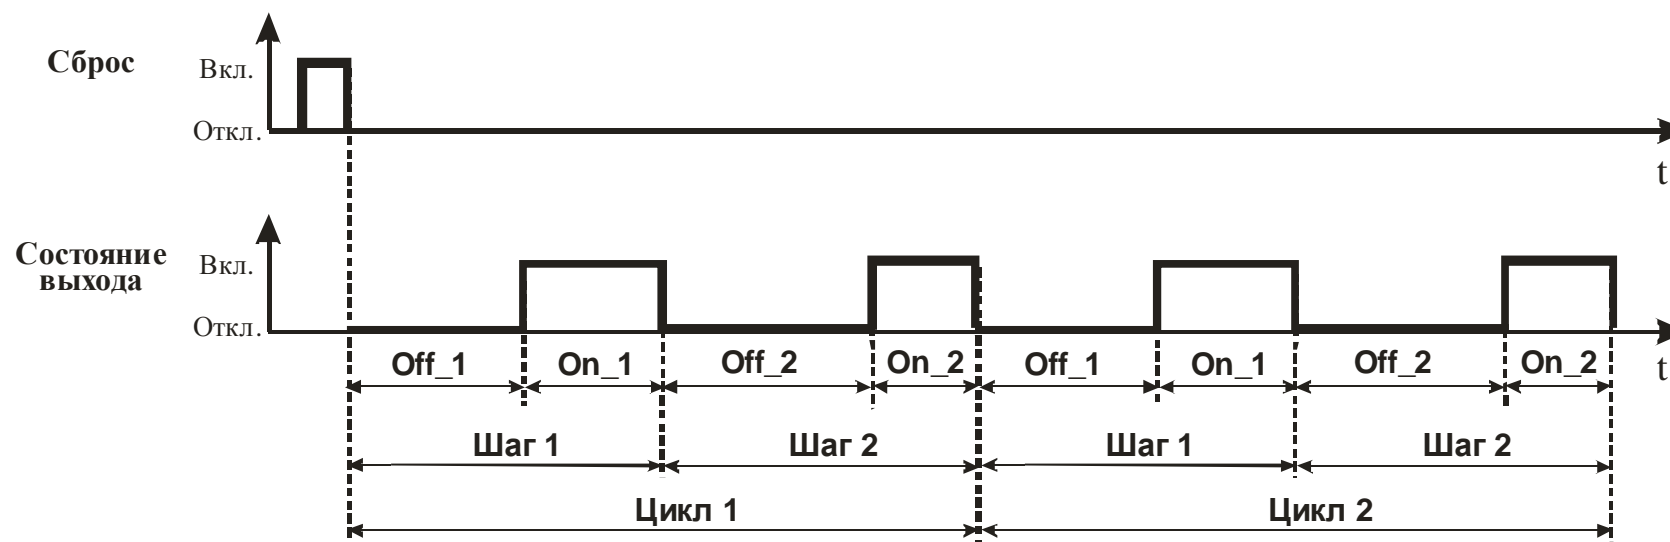 Сброс
Вкл.
Откл.
t
Состояние
выхода
Вкл.
Откл.
t
Off_1 On_1 Off_2 On_2 Off_1 On_1 Off_2 On_2
Шаг 1 Шаг 2 Шаг 1 Шаг 2
Цикл 1 Цикл 2